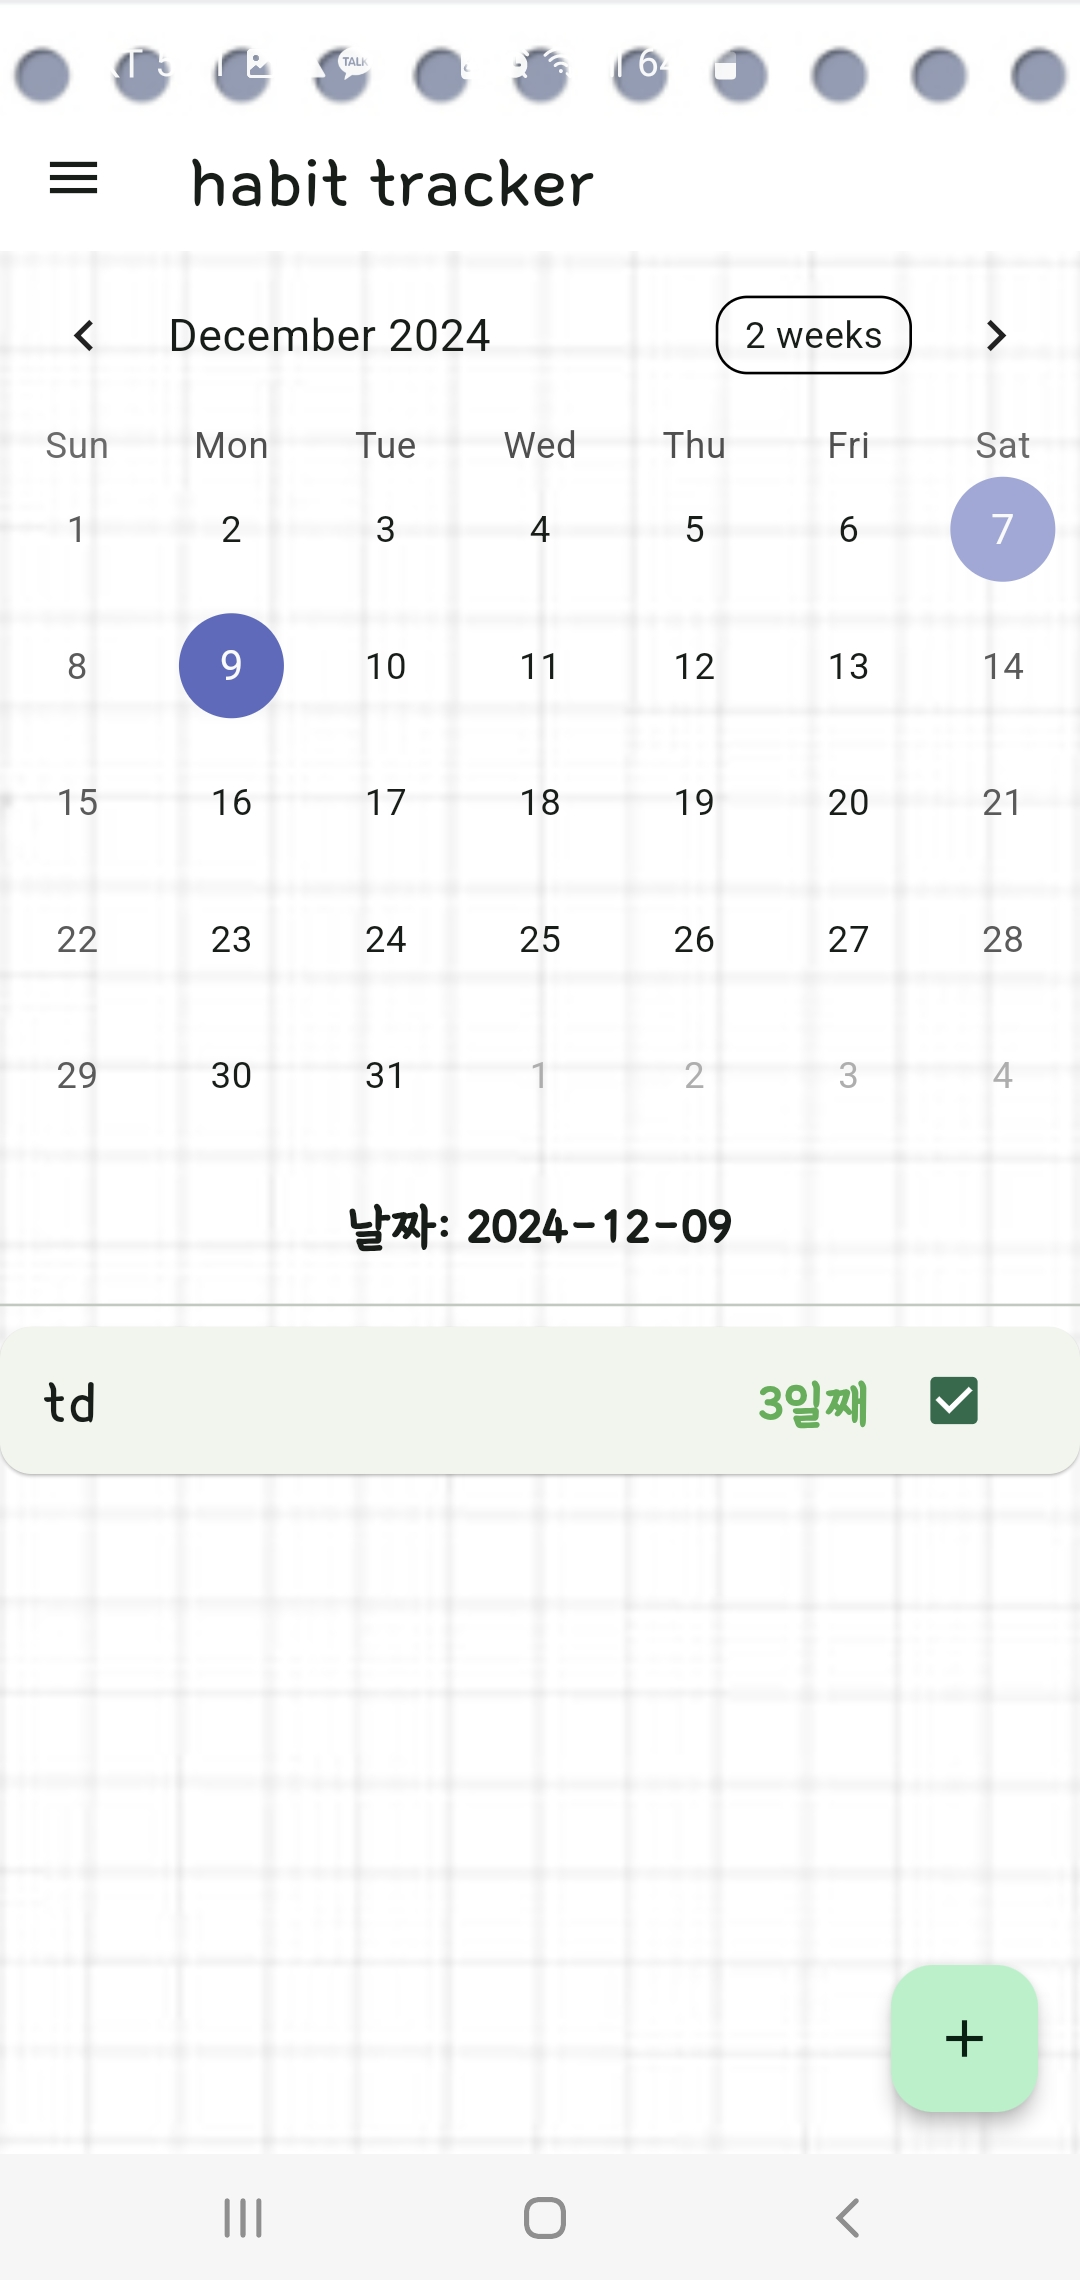 habit tracker
December 2024 2 weeks
Sun Mon Tue Wed Thu Fri Sat
1 2 3 4 5 6 7
8 9 10 11 12 13 14
15 16 17 18 19 20 21
22 23 24 25 26 27 28
29 30 31 1 2 3 4
날짜: 2024-12-09
td 3일째